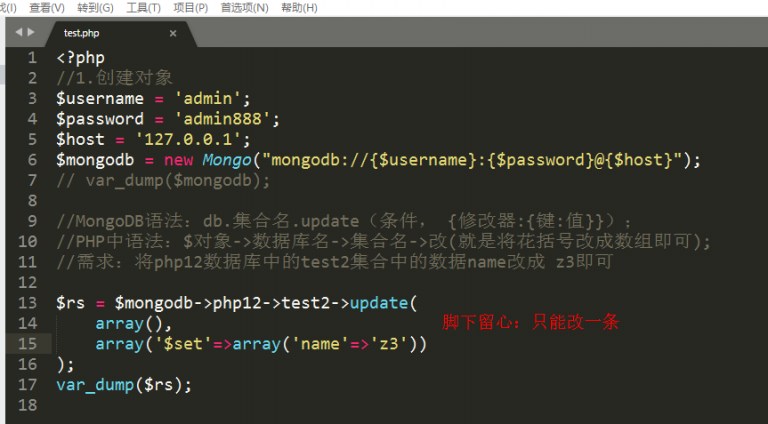 找(I) 查看(V) 转到(G) 工具(T) 项目(P) 首选项(N) 帮助(H)
test.php ×
1 <?php
2 //1.创建对象
3 $username = 'admin';
4 $password = 'admin888';
5 $host = '127.0.0.1';
6 $mongodb = new Mongo("mongodb://{$username}:{$password}@{$host}");
7 // var_dump($mongodb);
8
9 //MongoDB语法：db.集合名.update（条件， {修改器:{键:值}}）；
10 //PHP中语法：$对象->数据库名->集合名->改(就是将花括号改成数组即可);
11 //需求：将php12数据库中的test2集合中的数据name改成 z3即可
12
13 $rs = $mongodb->php12->test2->update(
14 array(), 脚下留心：只能改一条
15 array('$set'=>array('name'=>'z3'))
16 );
17 var_dump($rs);
18